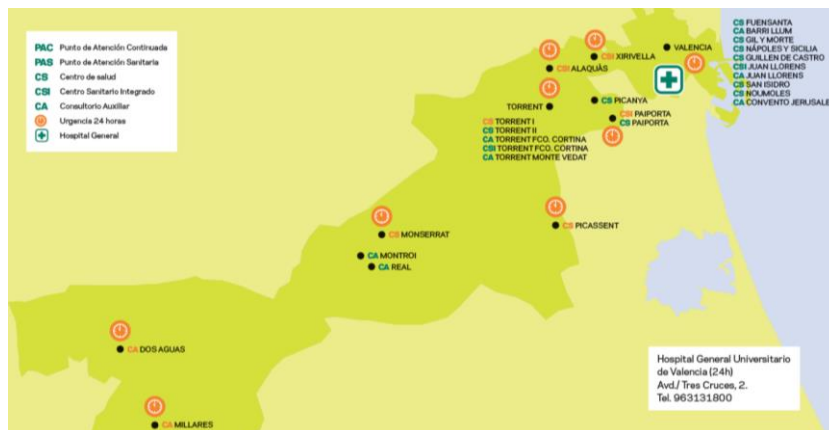 PAC Punto de Atención Continuada
PAS Punto de Atención Sanitaria
CS Centro de salud
CSI Centro Sanitario Integrado
CA Consultorio Auxiliar
Urgencia 24 horas
Hospital General
CS FUENSANTA
CA BARRI LLUM
CS GIL Y MORTE
CS NÁPOLES Y SICILIA
CS GUILLEN DE CASTRO
CSI JUAN LLORENS
CA JUAN LLORENS
CS SAN ISIDRO
CS NOU MOLES
CA CONVENTO JERUSALE
VALENCIA
CSI XIRIVELLA
CSI ALAQUÀS
TORRENT
CS PICANYA
CSI PAIPORTA
CS PAIPORTA
CS TORRENT I
CS TORRENT II
CA TORRENT FCO. CORTINA
CSI TORRENT FCO. CORTINA
CA TORRENT MONTE VEDAT
CS PICASSENT
CS MONSERRAT
CA MONTROI
CA REAL
CA DOS AGUAS
CA MILLARES
Hospital General Universitario
de Valencia (24h)
Avd./ Tres Cruces, 2.
Tel. 963131800